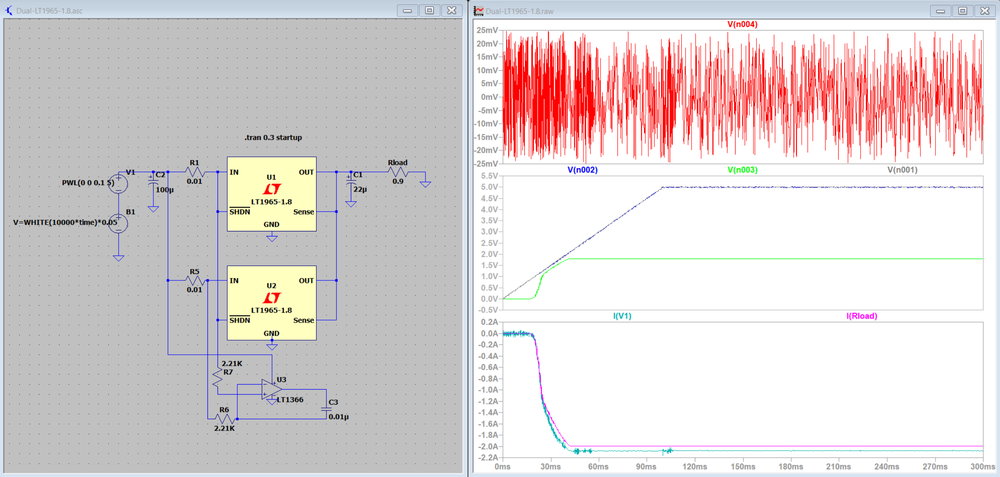 Dual-LT1965-1.8.asc
.tran 0.3 startup
R1
0.01
V1
PWL(0 0 0.1 5)
C2
100µ
B1
V=WHITE(10000*time)*0.05
IN
OUT
U1
LT1965-1.8
SHDN
Sense
GND
C1
22µ
Rload
0.9
R5
0.01
IN
OUT
U2
LT1965-1.8
SHDN
Sense
GND
2.21K
R7
U3
LT1366
R6
2.21K
C3
0.01µ
Dual-LT1965-1.8.raw
V(n004)
25mV
20mV
15mV
10mV
5mV
0mV
-5mV
-10mV
-15mV
-20mV
-25mV
V(n002) V(n003) V(n001)
5.5V
5.0V
4.5V
4.0V
3.5V
3.0V
2.5V
2.0V
1.5V
1.0V
0.5V
0.0V
-0.5V
I(V1) I(Rload)
0.2A
0.0A
-0.2A
-0.4A
-0.6A
-0.8A
-1.0A
-1.2A
-1.4A
-1.6A
-1.8A
-2.0A
-2.2A
0ms 30ms 60ms 90ms 120ms 150ms 180ms 210ms 240ms 270ms 300ms